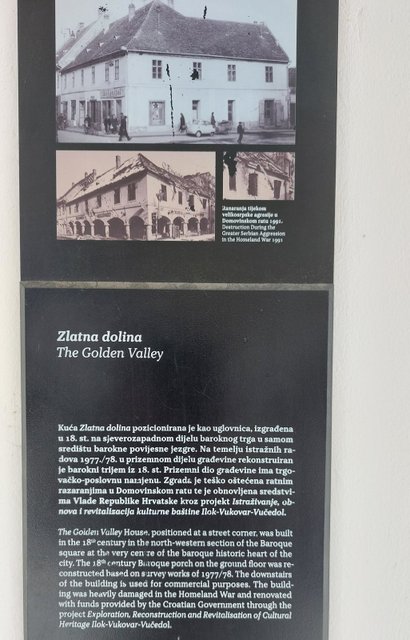 Razaranja tijekom
velikosrpske agresije u
Domovinskom ratu 1991.
Destruction During the
Greater Serbian Aggression
in the Homeland War 1991
Zlatna dolina
The Golden Valley
Kuća Zlatna dolina pozicionirana je kao uglovnica, izgrađena
u 18. st. na sjeverozapadnom dijelu baroknog trga u samom
središtu barokne povijesne jezgre. Na temelju istražnih ra-
dova 1977./78. u prizemnom dijelu građevine rekonstruiran
je barokni trijem iz 18. st. Prizemni dio građevine ima trgo-
vačko-poslovnu namjenu. Zgrada je teško oštećena ratnim
razaranjima u Domovinskom ratu te je obnovljena sredstvi-
ma Vlade Republike Hrvatske kroz projekt Istraživanje, ob-
nova i revitalizacija kulturne baštine Ilok-Vukovar-Vučedol.
The Golden Valley House, positioned at a street corner, was built
in the 18th century in the north-western section of the Baroque
square at the very centre of the baroque historic heart of the
city. The 18th century Baroque porch on the ground floor was re-
constructed based on survey works of 1977/78. The downstairs
of the building is used for commercial purposes. The build-
ing was heavily damaged in the Homeland War and renovated
with funds provided by the Croatian Government through the
project Exploration, Reconstruction and Revitalisation of Cultural
Heritage Ilok-Vukovar-Vučedol.